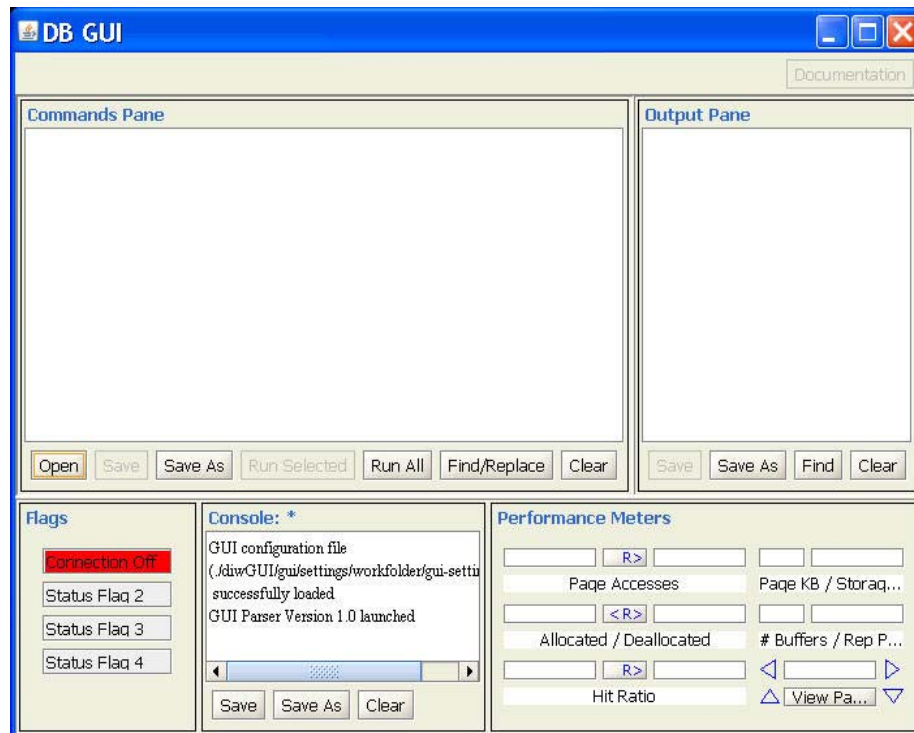 DB GUI
Documentation
Commands Pane
Output Pane
Open Save Save As Run Selected Run All Find/Replace Clear
Save Save As Find Clear
Flags
Connection Off
Status Flag 2
Status Flag 3
Status Flag 4
Console: *
GUI configuration file
(./diwGUI/gui/settings/workfolder/gui-settin
successfully loaded
GUI Parser Version 1.0 launched
Save Save As Clear
Performance Meters
R>
Page Accesses
Page KB / Storag...
<R>
Allocated / Deallocated
# Buffers / Rep P...
R>
Hit Ratio
View Pa...